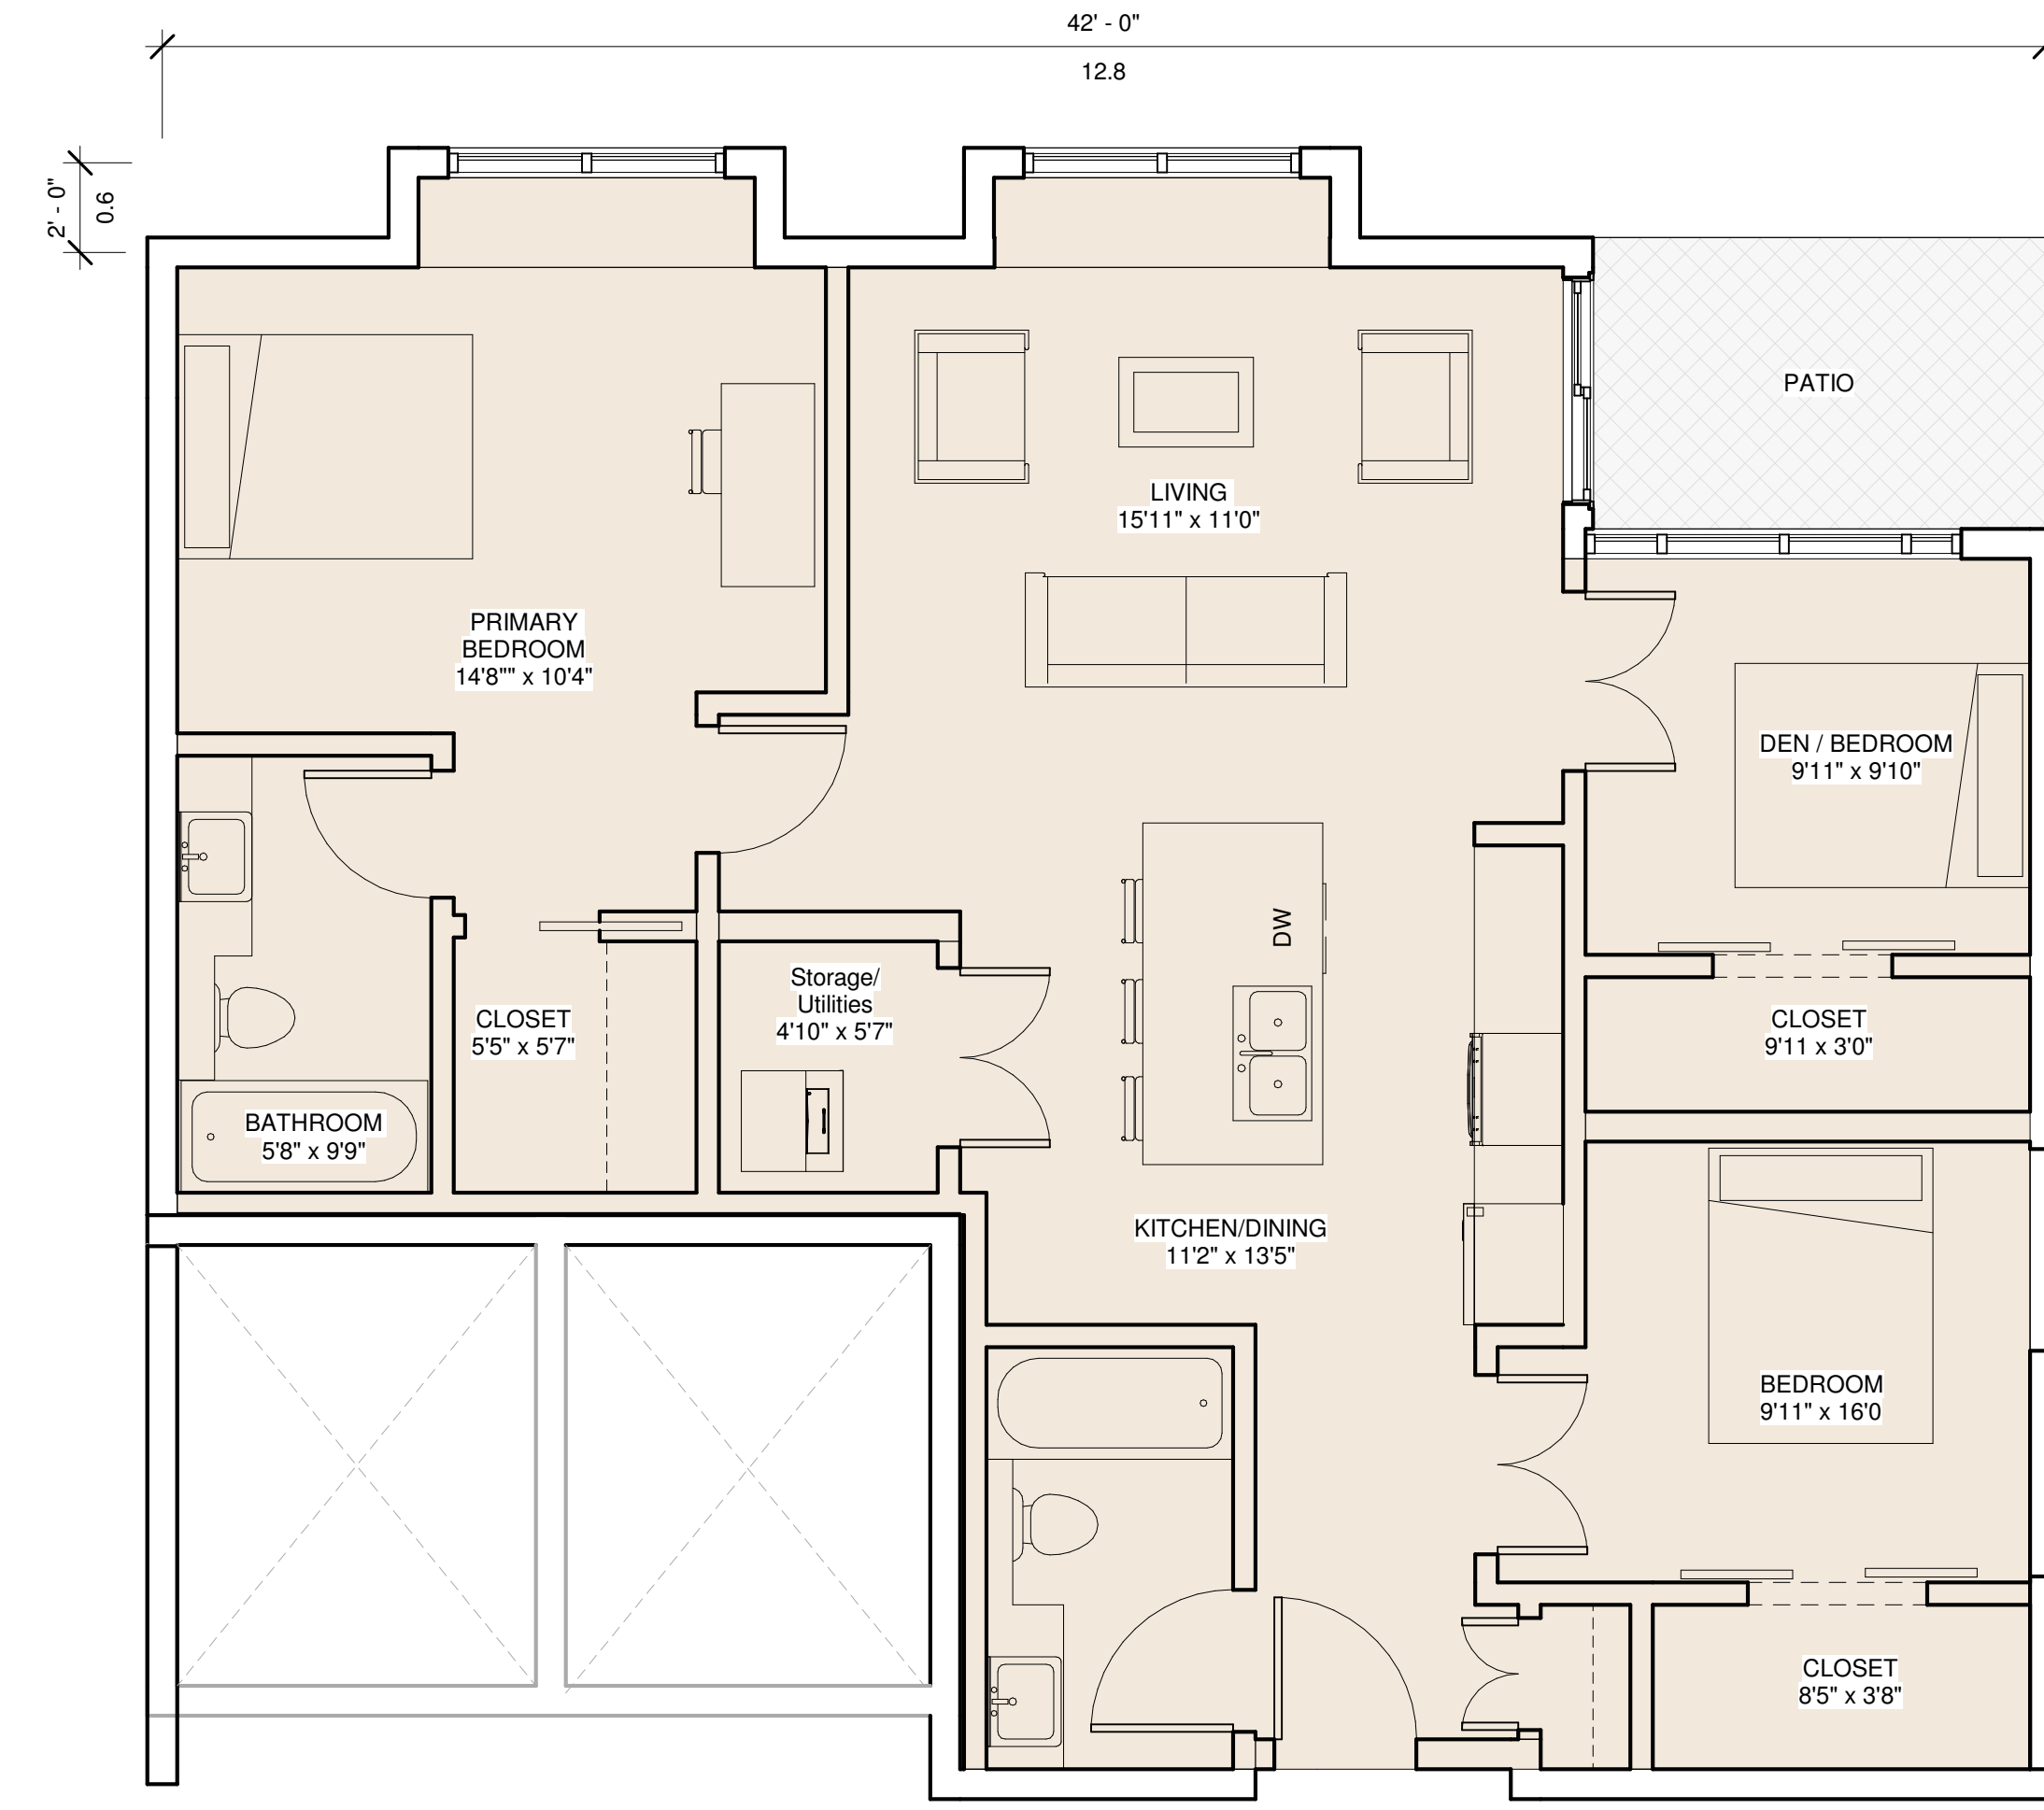 42' - 0"
12.8
2' - 0"
0.6
PATIO
LIVING
15'11" x 11'0"
PRIMARY
BEDROOM
14'8"" x 10'4"
DEN / BEDROOM
9'11" x 9'10"
DW
Storage/
Utilities
4'10" x 5'7"
CLOSET
5'5" x 5'7"
CLOSET
9'11 x 3'0"
BATHROOM
5'8" x 9'9"
KITCHEN/DINING
11'2" x 13'5"
BEDROOM
9'11" x 16'0
CLOSET
8'5" x 3'8"